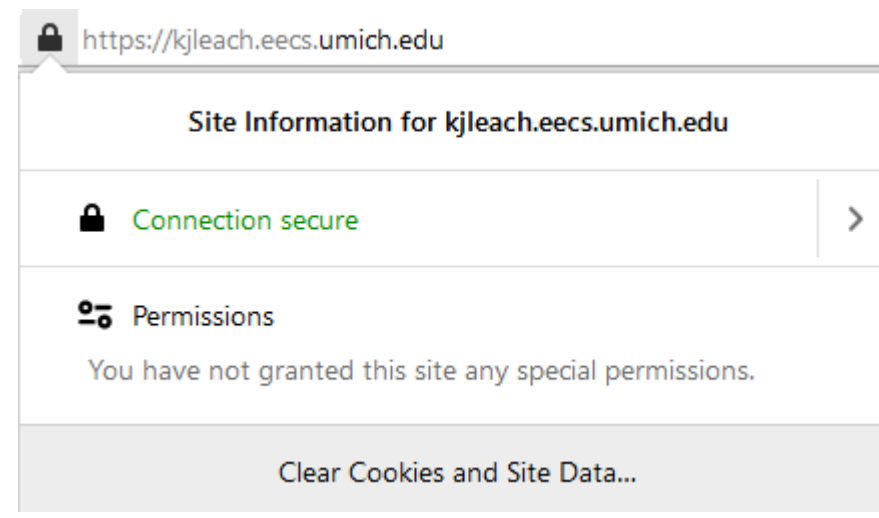 https://kjleach.eecs.umich.edu
Site Information for kjleach.eecs.umich.edu
Connection secure
Permissions
You have not granted this site any special permissions.
Clear Cookies and Site Data...